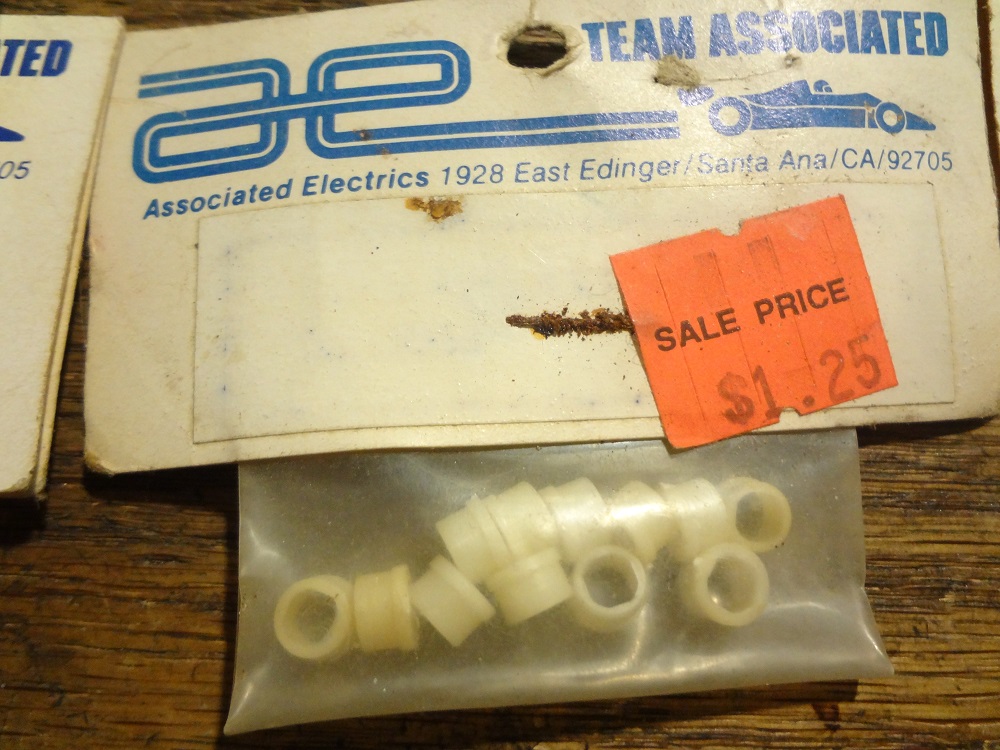 TED
05
ae
TEAM ASSOCIATED
Associated Electrics 1928 East Edinger/Santa Ana/CA/92705
SALE PRICE
$1.25